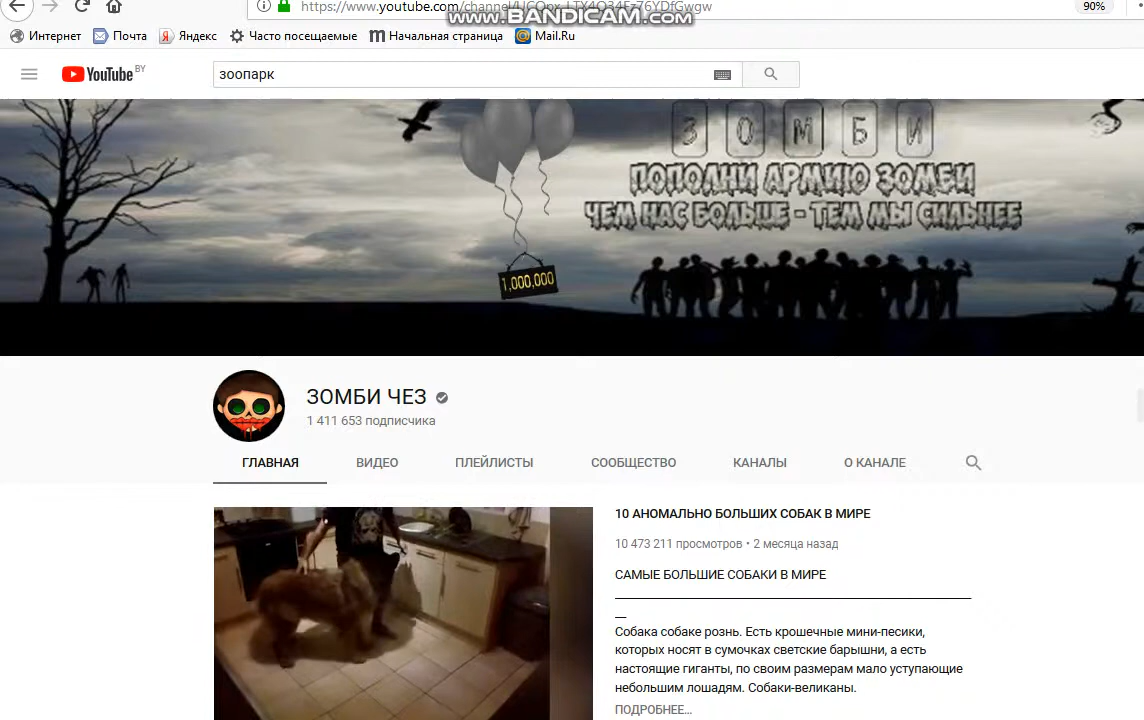 https://www.youtube.com/channel/
www.BANDICAM.com
90%
Интернет Почта Яндекс Часто посещаемые Начальная страница Mail.Ru
YouTube BY
зоопарк
ЗОМБИ
ПОПОЛНИ АРМИЮ ЗОМБИ
ЧЕМ НАС БОЛЬШЕ - ТЕМ МЫ СИЛЬНЕЕ
1,000,000
ЗОМБИ ЧЕЗ
1 411 653 подписчика
ГЛАВНАЯ ВИДЕО ПЛЕЙЛИСТЫ СООБЩЕСТВО КАНАЛЫ О КАНАЛЕ
10 АНОМАЛЬНО БОЛЬШИХ СОБАК В МИРЕ
10 473 211 просмотров • 2 месяца назад
САМЫЕ БОЛЬШИЕ СОБАКИ В МИРЕ
Собака собаке рознь. Есть крошечные мини-песики,
которых носят в сумочках светские барышни, а есть
настоящие гиганты, по своим размерам мало уступающие
небольшим лошадям. Собаки-великаны.
ПОДРОБНЕЕ...